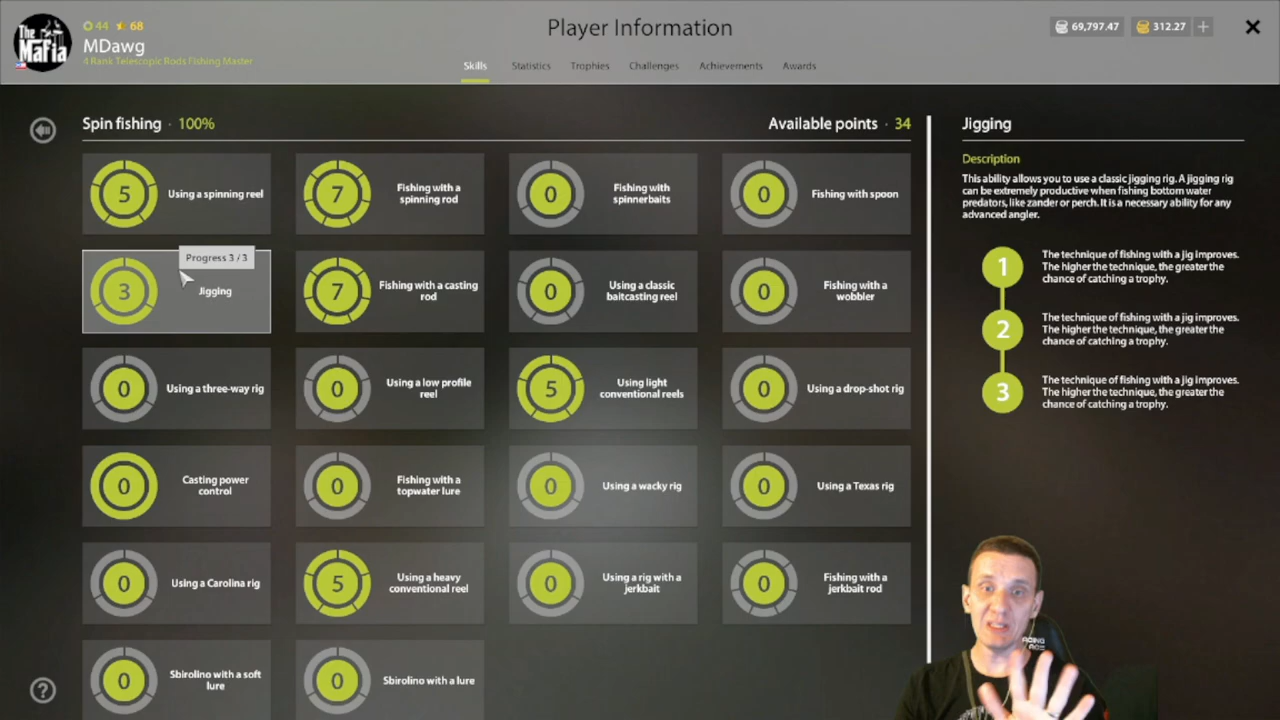 The
Mafia
44 68
MDawg
4 Rank Telescopic Rods Fishing Master
Player Information
69,797.47
312.27 +
Skills
Statistics
Trophies
Challenges
Achievements
Awards
Spin fishing · 100%
Available points · 34
5 Using a spinning reel
7 Fishing with a
spinning rod
0 Fishing with
spinnerbaits
0 Fishing with spoon
Progress 3 / 3
3 Jigging
7 Fishing with a casting
rod
0 Using a classic
baitcasting reel
0 Fishing with a
wobbler
0 Using a three-way rig
0 Using a low profile
reel
5 Using light
conventional reels
0 Using a drop-shot rig
0 Casting power
control
0 Fishing with a
topwater lure
0 Using a wacky rig
0 Using a Texas rig
0 Using a Carolina rig
5 Using a heavy
conventional reel
0 Using a rig with a
jerkbait
0 Fishing with a
jerkbait rod
0 Sbirolino with a soft
lure
0 Sbirolino with a lure
?
Jigging
Description
This ability allows you to use a classic jigging rig. A jigging rig
can be extremely productive when fishing bottom water
predators, like zander or perch. It is a necessary ability for any
advanced angler.
1 The technique of fishing with a jig improves.
The higher the technique, the greater the
chance of catching a trophy.
2 The technique of fishing with a jig improves.
The higher the technique, the greater the
chance of catching a trophy.
3 The technique of fishing with a jig improves.
The higher the technique, the greater the
chance of catching a trophy.